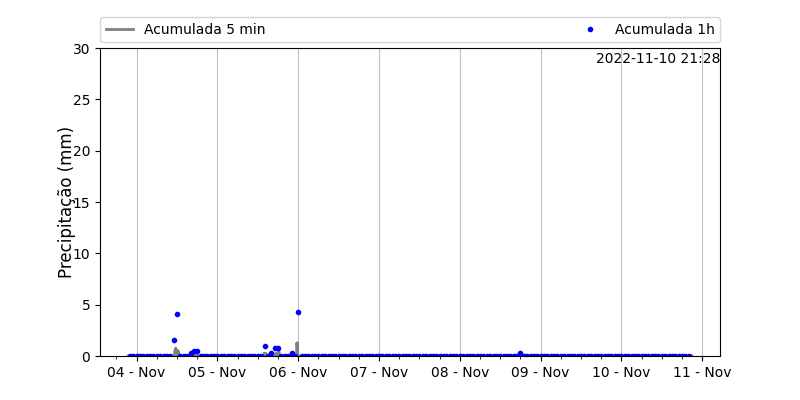 Acumulada 5 min
Acumulada 1h
2022-11-10 21:28
Precipitação (mm)
30
25
20
15
10
5
0
04 - Nov
05 - Nov
06 - Nov
07 - Nov
08 - Nov
09 - Nov
10 - Nov
11 - Nov